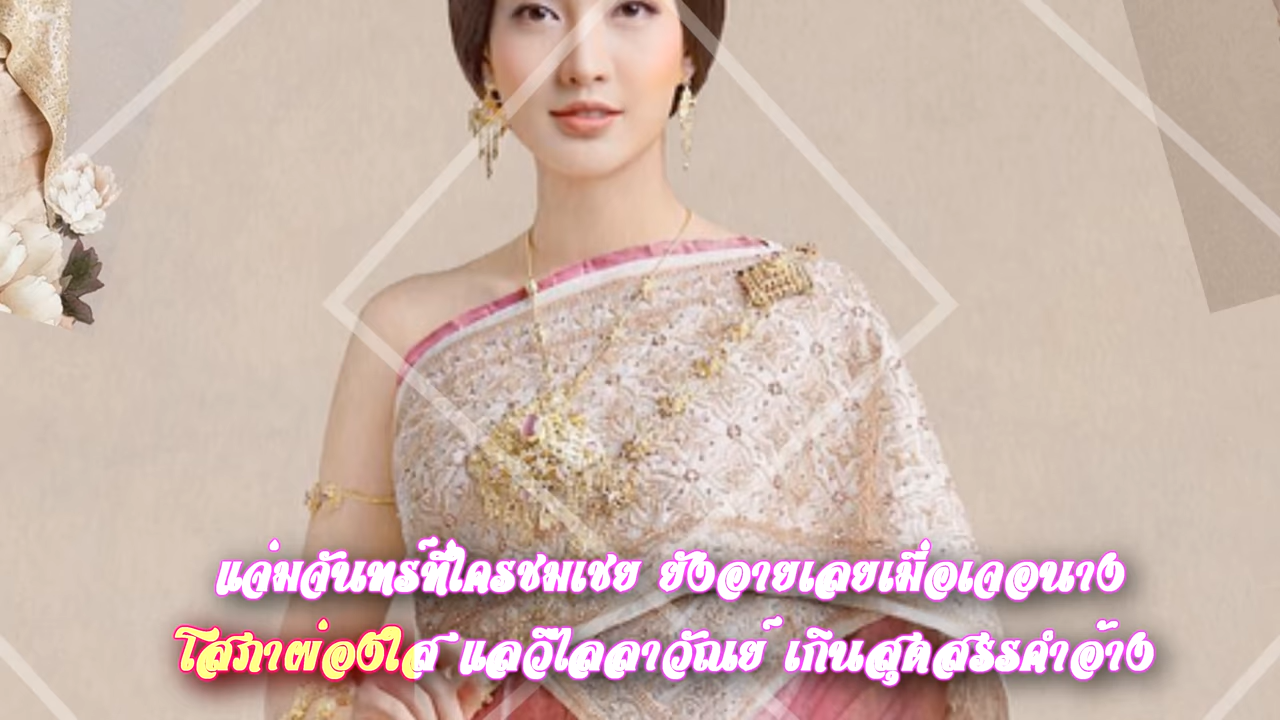 แจ่มจันทร์ที่ใครชมเชย ยังอายเลยเมื่อเจอนาง
โสภาผ่องใส แลวิไลลาวัณย์ เกินสุดสรรคำอ้าง